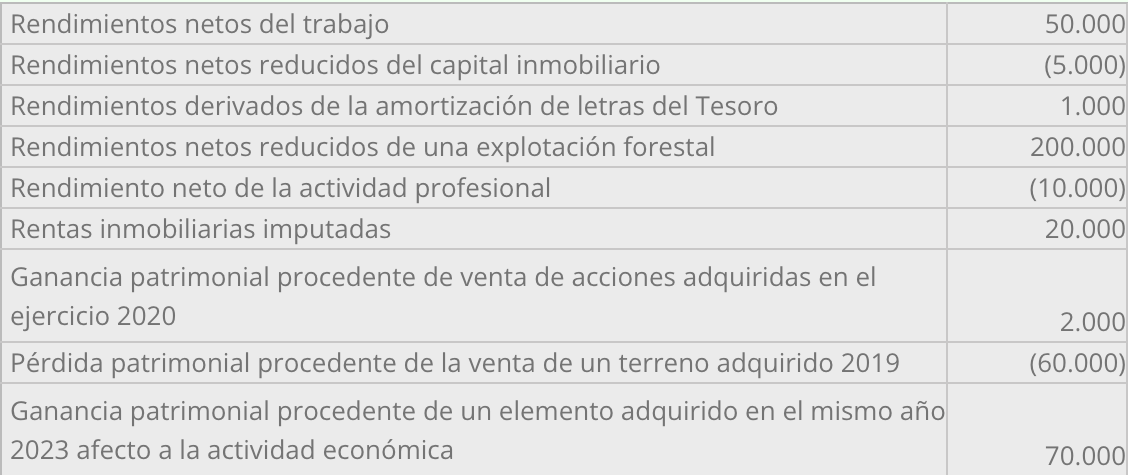 Rendimientos netos del trabajo 50.000
Rendimientos netos reducidos del capital inmobiliario (5.000)
Rendimientos derivados de la amortización de letras del Tesoro 1.000
Rendimientos netos reducidos de una explotación forestal 200.000
Rendimiento neto de la actividad profesional (10.000)
Rentas inmobiliarias imputadas 20.000
Ganancia patrimonial procedente de venta de acciones adquiridas en el
ejercicio 2020 2.000
Pérdida patrimonial procedente de la venta de un terreno adquirido 2019 (60.000)
Ganancia patrimonial procedente de un elemento adquirido en el mismo año
2023 afecto a la actividad económica 70.000